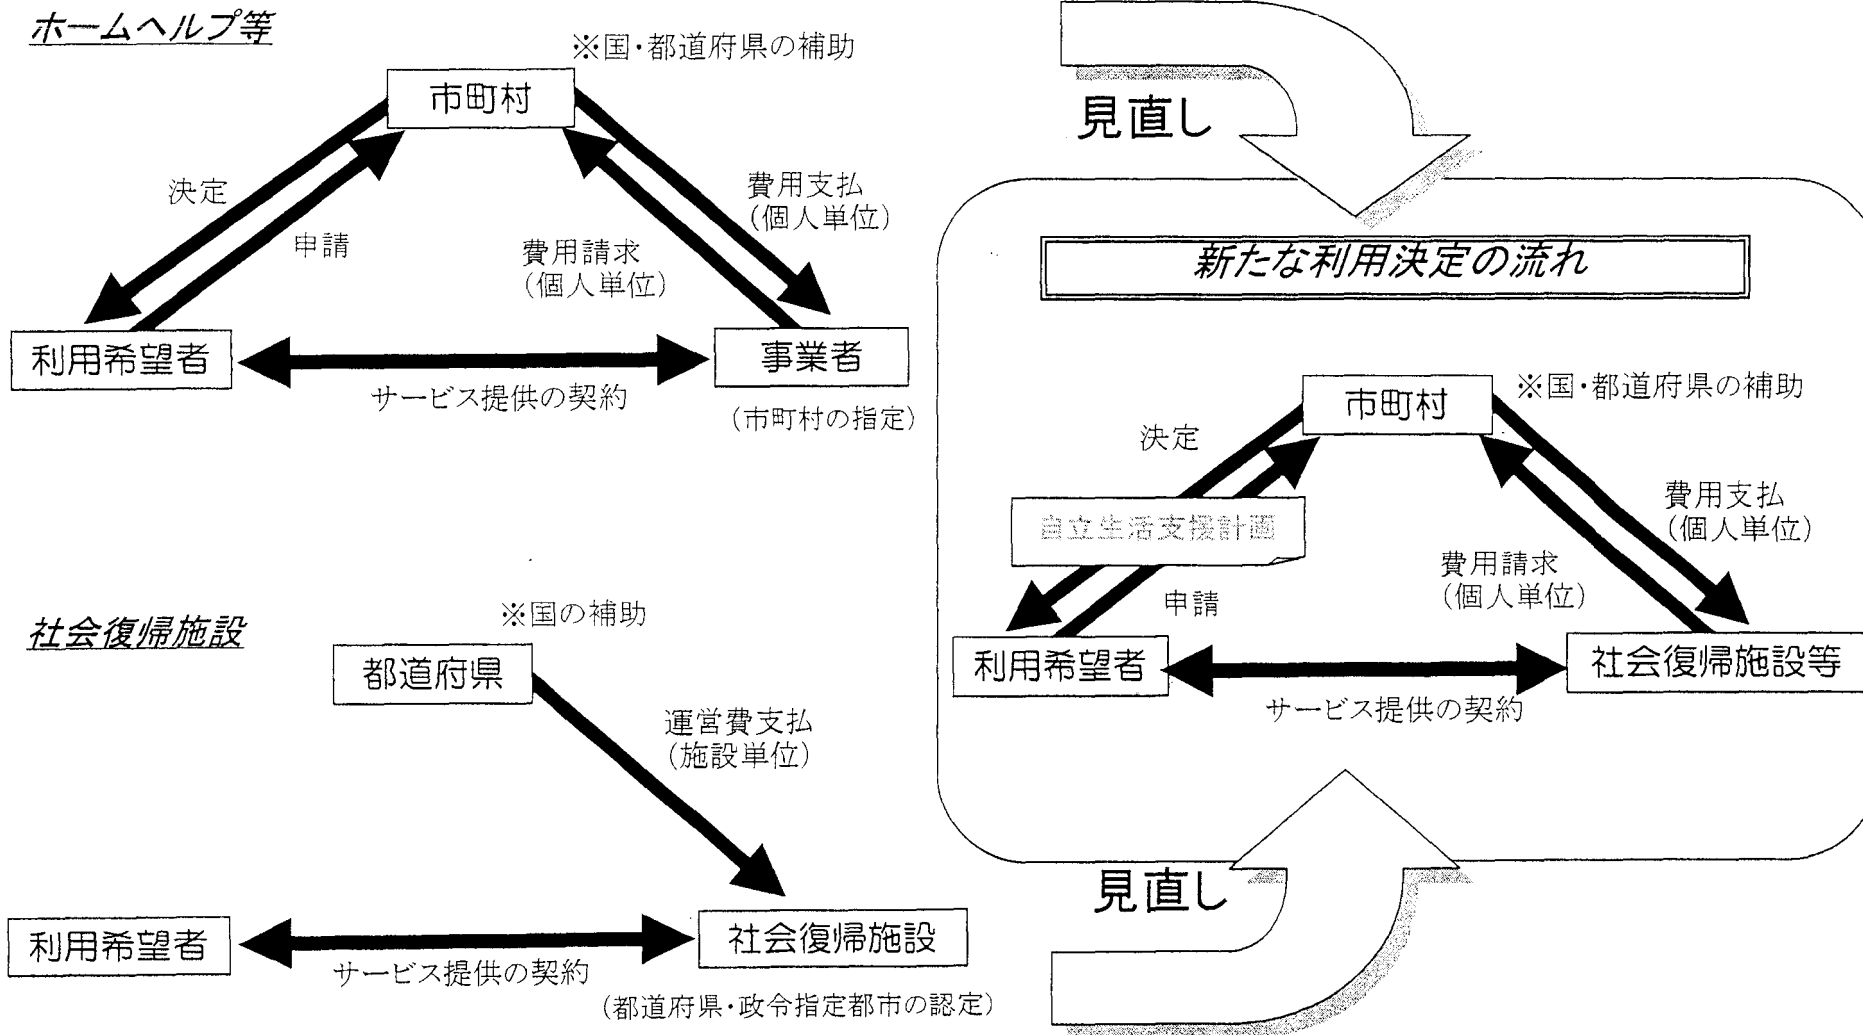 ホームヘルプ等
※国・都道府県の補助
市町村
決定
申請
費用支払
(個人単位)
費用請求
(個人単位)
利用希望者
事業者
サービス提供の契約
(市町村の指定)
社会復帰施設
※国の補助
都道府県
運営費支払
(施設単位)
利用希望者
社会復帰施設
サービス提供の契約
(都道府県・政令指定都市の認定)
見直し
新たな利用決定の流れ
市町村
※国・都道府県の補助
決定
自立生活支援計画
申請
費用支払
(個人単位)
費用請求
(個人単位)
利用希望者
社会復帰施設等
サービス提供の契約
見直し